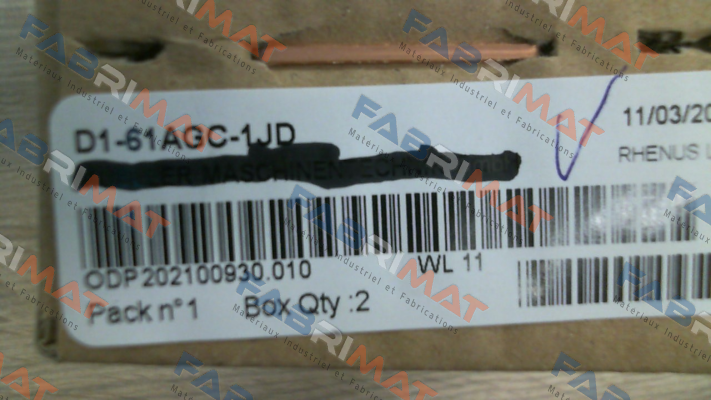 D1-61AGC-1JD
11/03/20
ER MASCHINEN
RHENUS L
ODP202100930.010
WL 11
Pack n°1 Box Qty :2
FABRIMAT
Materiaux Industriel et Fabrications